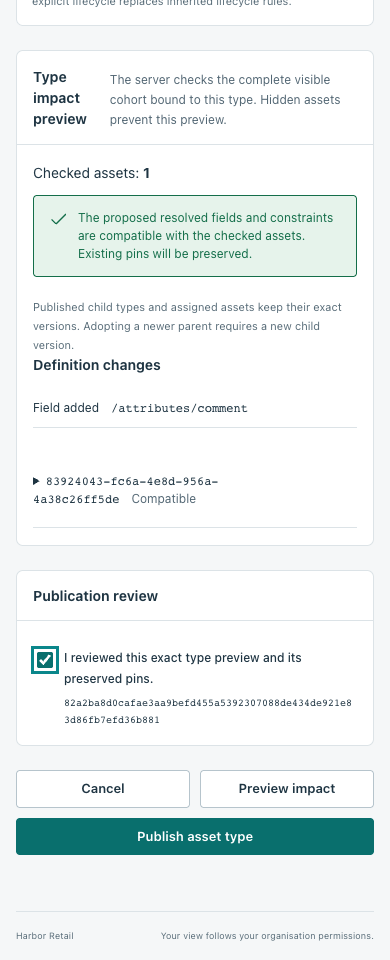 explicit lifecycle replaces inherited lifecycle rules.
Type impact preview
The server checks the complete visible
cohort bound to this type. Hidden assets
prevent this preview.
Checked assets: 1
The proposed resolved fields and constraints
are compatible with the checked assets.
Existing pins will be preserved.
Published child types and assigned assets keep their exact
versions. Adopting a newer parent requires a new child
version.
Definition changes
Field added /attributes/comment
83924043-fc6a-4e8d-956a-
4a38c26ff5de Compatible
Publication review
I reviewed this exact type preview and its
preserved pins.
82a2ba8d0cafae3aa9befd455a5392307088de434de921e8
3d86fb7efd36b881
Cancel
Preview impact
Publish asset type
Harbor Retail
Your view follows your organisation permissions.